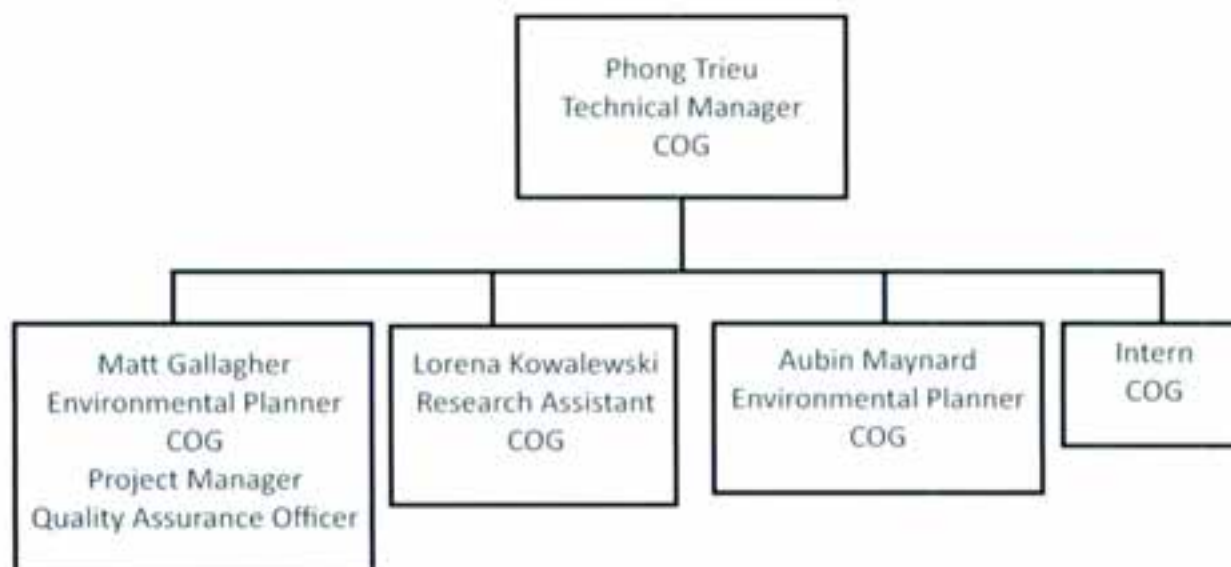 Phong Trieu
Technical Manager
COG
Matt Gallagher
Environmental Planner
COG
Project Manager
Quality Assurance Officer
Lorena Kowalewski
Research Assistant
COG
Aubin Maynard
Environmental Planner
COG
Intern
COG